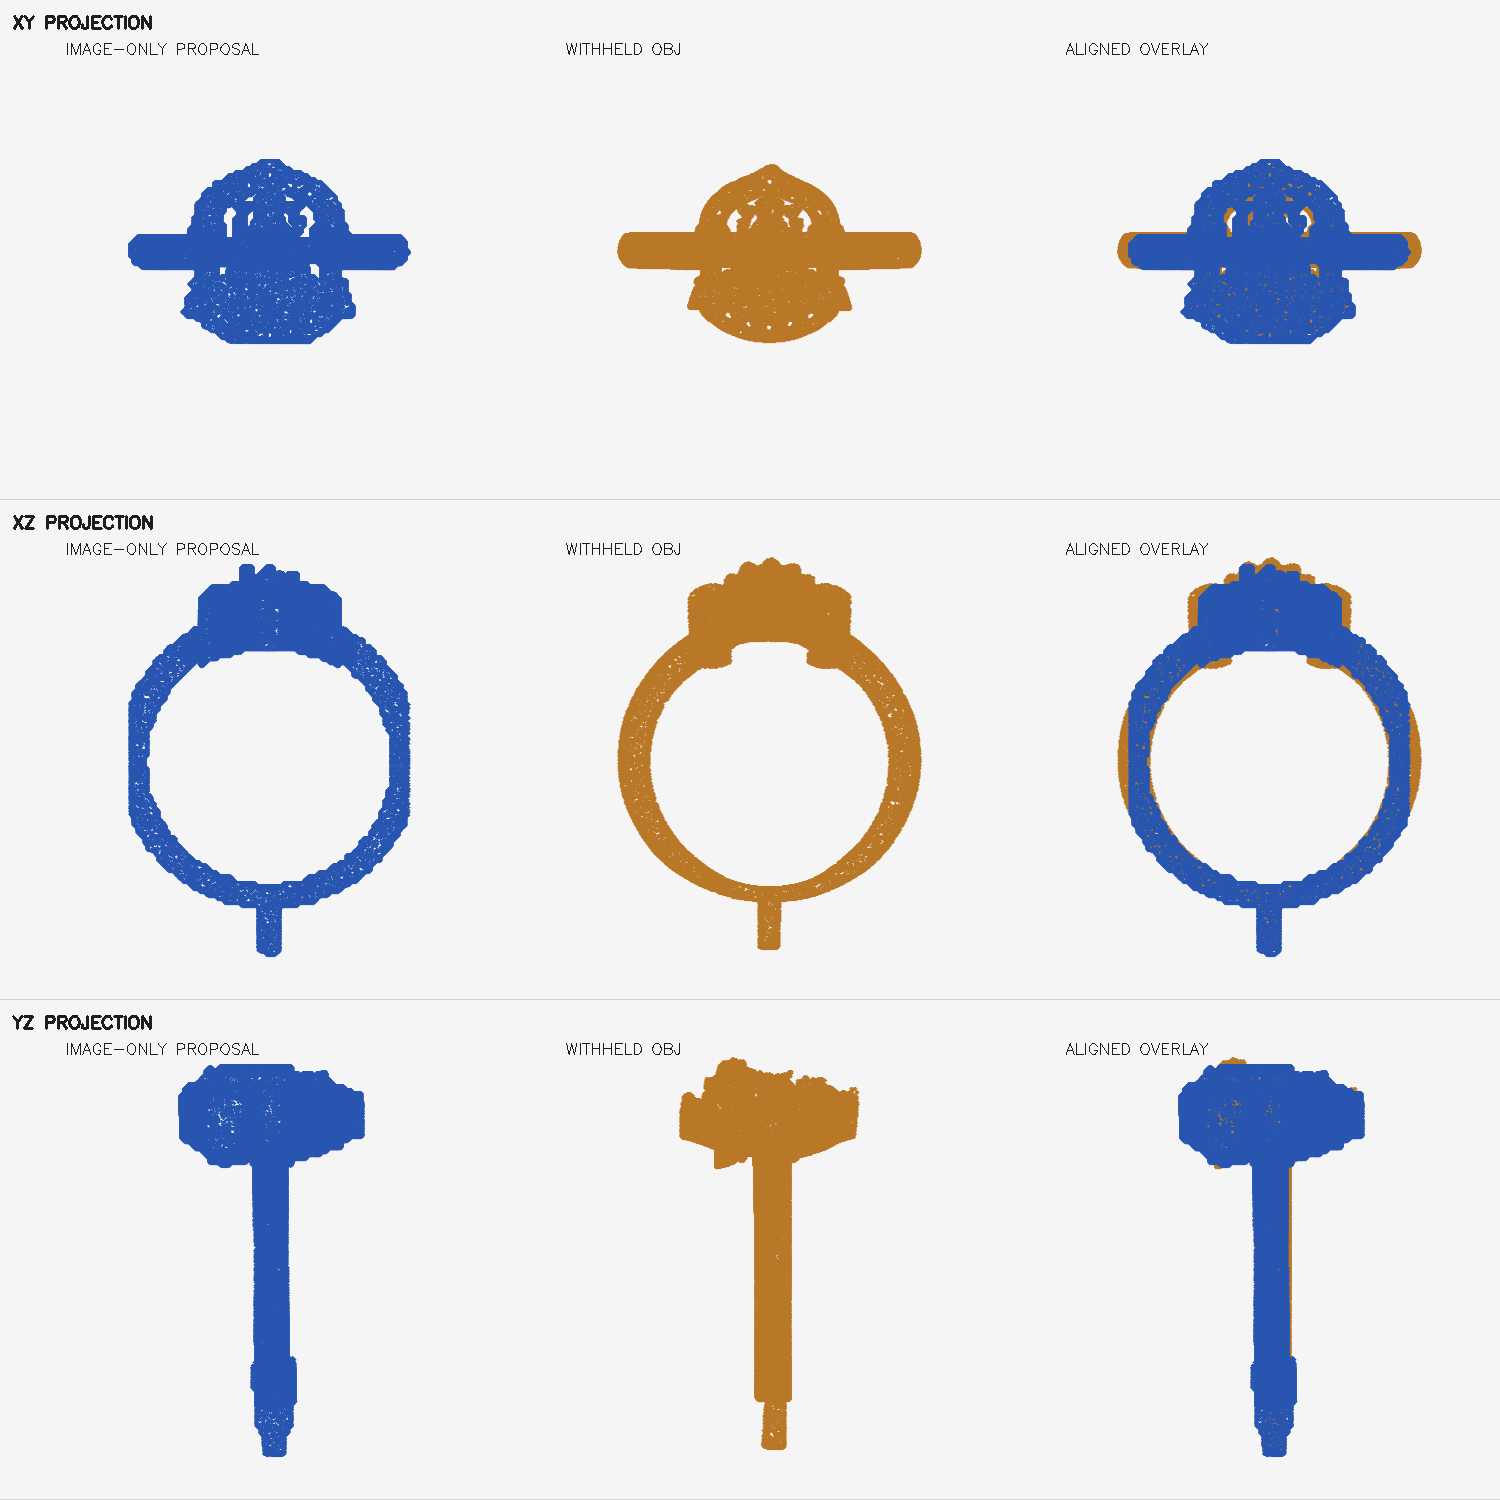 XY PROJECTION
IMAGE-ONLY PROPOSAL
WITHHELD OBJ
ALIGNED OVERLAY
XZ PROJECTION
IMAGE-ONLY PROPOSAL
WITHHELD OBJ
ALIGNED OVERLAY
YZ PROJECTION
IMAGE-ONLY PROPOSAL
WITHHELD OBJ
ALIGNED OVERLAY